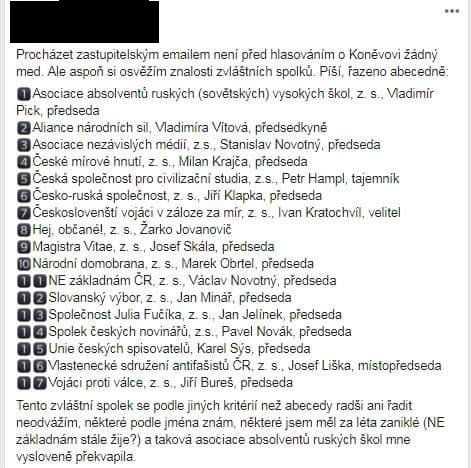 Procházet zastupitelským emailem není před hlasováním o Koněvovi žádný
med. Ale aspoň si osvěžím znalosti zvláštních spolků. Píší, řazeno abecedně:
1 Asociace absolventů ruských (sovětských) vysokých škol, z. s., Vladimír
Pick, předseda
2 Aliance národních sil, Vladimíra Vítová, předsedkyně
3 Asociace nezávislých médií, z.s., Stanislav Novotný, předseda
4 České mírové hnutí, z. s., Milan Krajča, předseda
5 Česká společnost pro civilizační studia, z.s., Petr Hampl, tajemník
6 Česko-ruská společnost, z. s., Jiří Klapka, předseda
7 Českoslovenští vojáci v záloze za mír, z. s., Ivan Kratochvíl, velitel
8 Hej, občané!, z. s., Žarko Jovanovič
9 Magistra Vitae, z. s., Josef Skála, předseda
10 Národní domobrana, z. s., Marek Obrtel, předseda
1 1 NE základnám ČR, z. s., Václav Novotný, předseda
1 2 Slovanský výbor, z. s., Jan Minář, předseda
1 3 Společnost Julia Fučíka, z. s., Jan Jelínek, předseda
1 4 Spolek českých novinářů, z.s., Pavel Novák, předseda
1 5 Unie českých spisovatelů, Karel Sýs, předseda
1 6 Vlastenecké sdružení antifašistů ČR, z. s., Josef Liška, místopředseda
1 7 Vojáci proti válce, z. s., Jiří Bureš, předseda
Tento zvláštní spolek se podle jiných kritérií než abecedy radši ani řadit
neodvážím, některé podle jména znám, některé jsem měl za léta zaniklé (NE
základnám stále žije?) a taková asociace absolventů ruských škol mne
vysloveně překvapila.